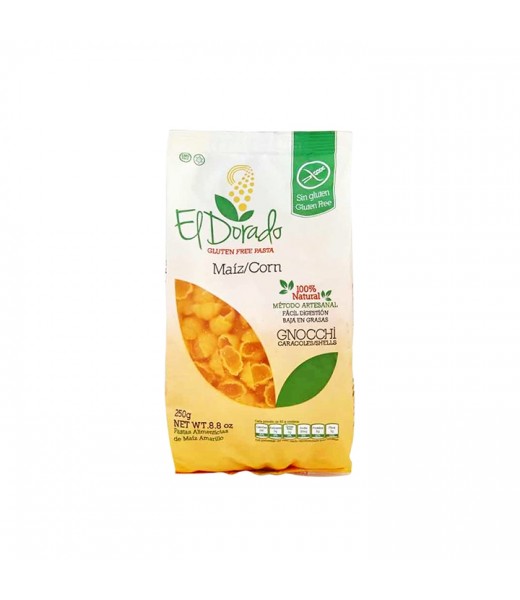 Sin gluten
Gluten Free
El Dorado
GLUTEN FREE PASTA
Maíz/Corn
100%
Natural
MÉTODO ARTESANAL
FÁCIL DIGESTIÓN
BAJA EN GRASAS
GNOCCHI
CARACOLES/SHELLS
250g
NET WT.8.8 oz
Pastas Alimenticias
de Maíz Amarillo